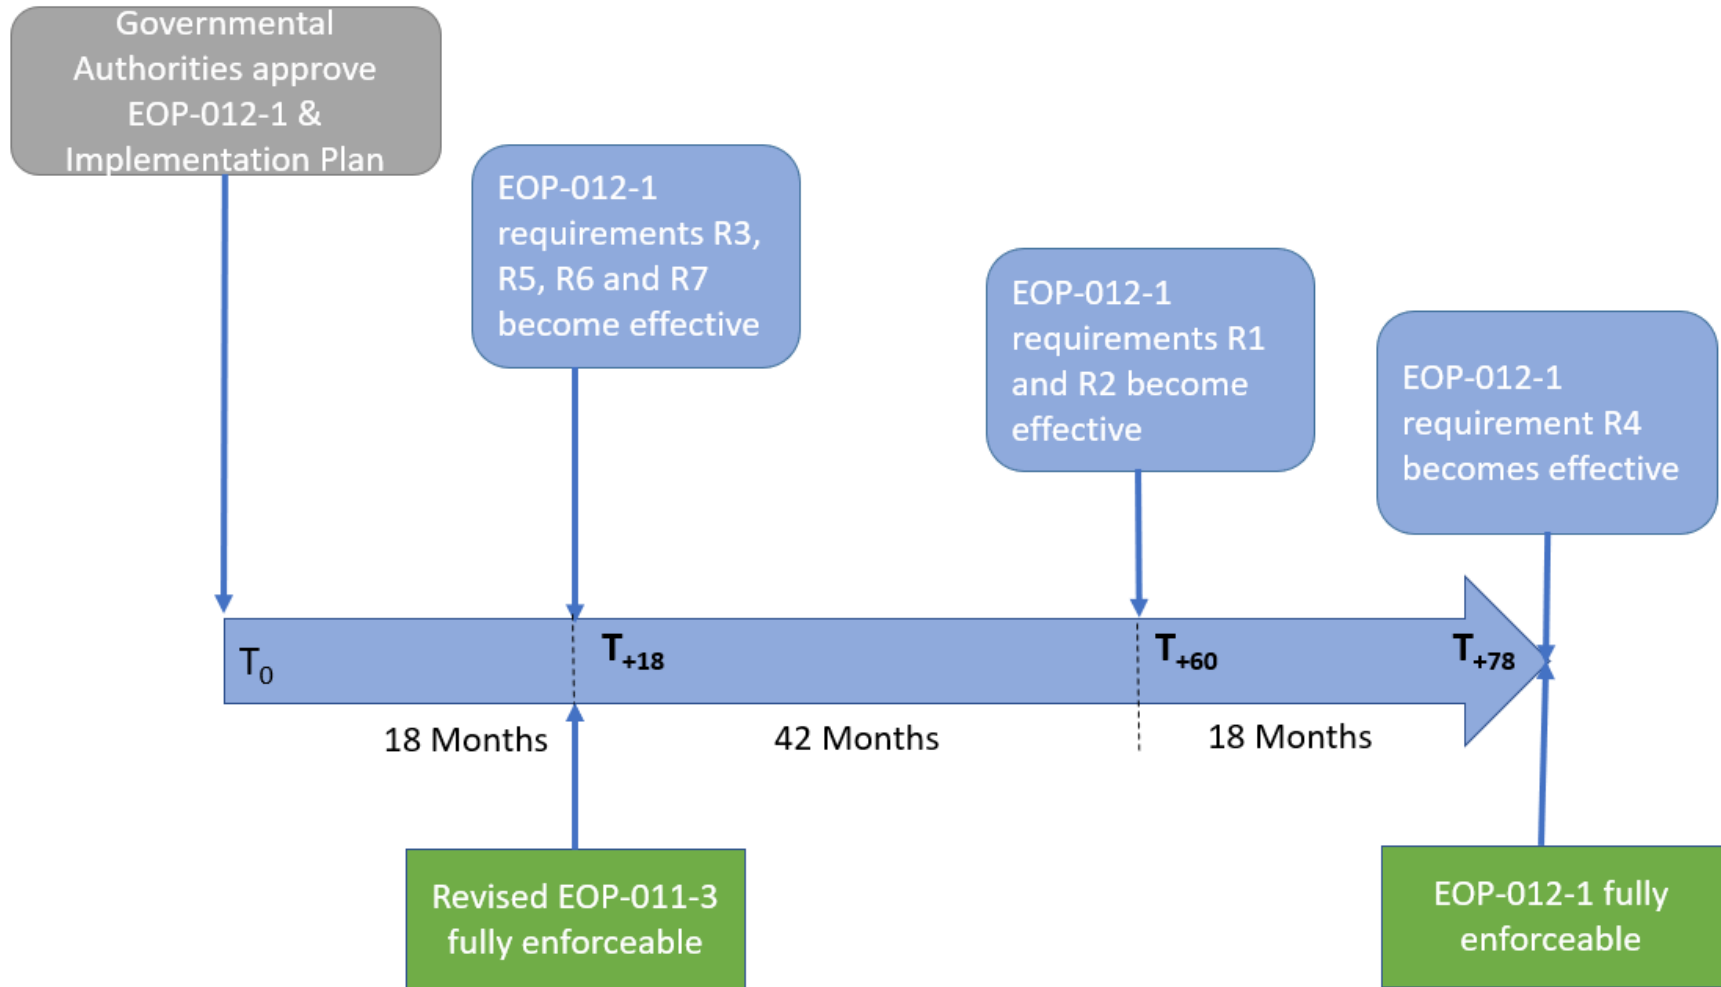 Governmental
Authorities approve
EOP-012-1 &
Implementation Plan
EOP-012-1
requirements R3,
R5, R6 and R7
become effective
EOP-012-1
requirements R1
and R2 become
effective
EOP-012-1
requirement R4
becomes effective
T0
T+18
T+60
T+78
18 Months
42 Months
18 Months
Revised EOP-011-3
fully enforceable
EOP-012-1 fully
enforceable